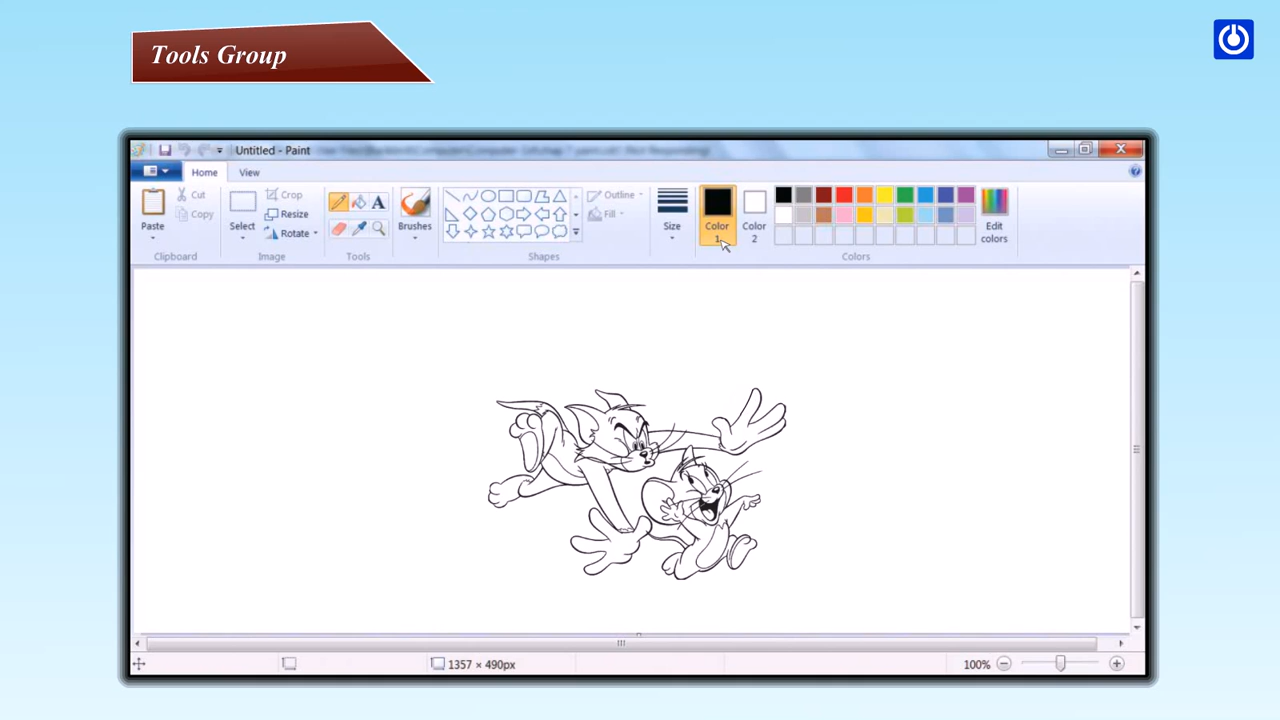 Tools Group
Untitled - Paint
Home View
Paste
Cut
Copy
Clipboard
Select
Crop
Resize
Rotate
Image
A
Tools
Brushes
Shapes
Outline
Fill
Size
Color
1
Color
2
Edit
colors
Colors
1357 × 490px
100%